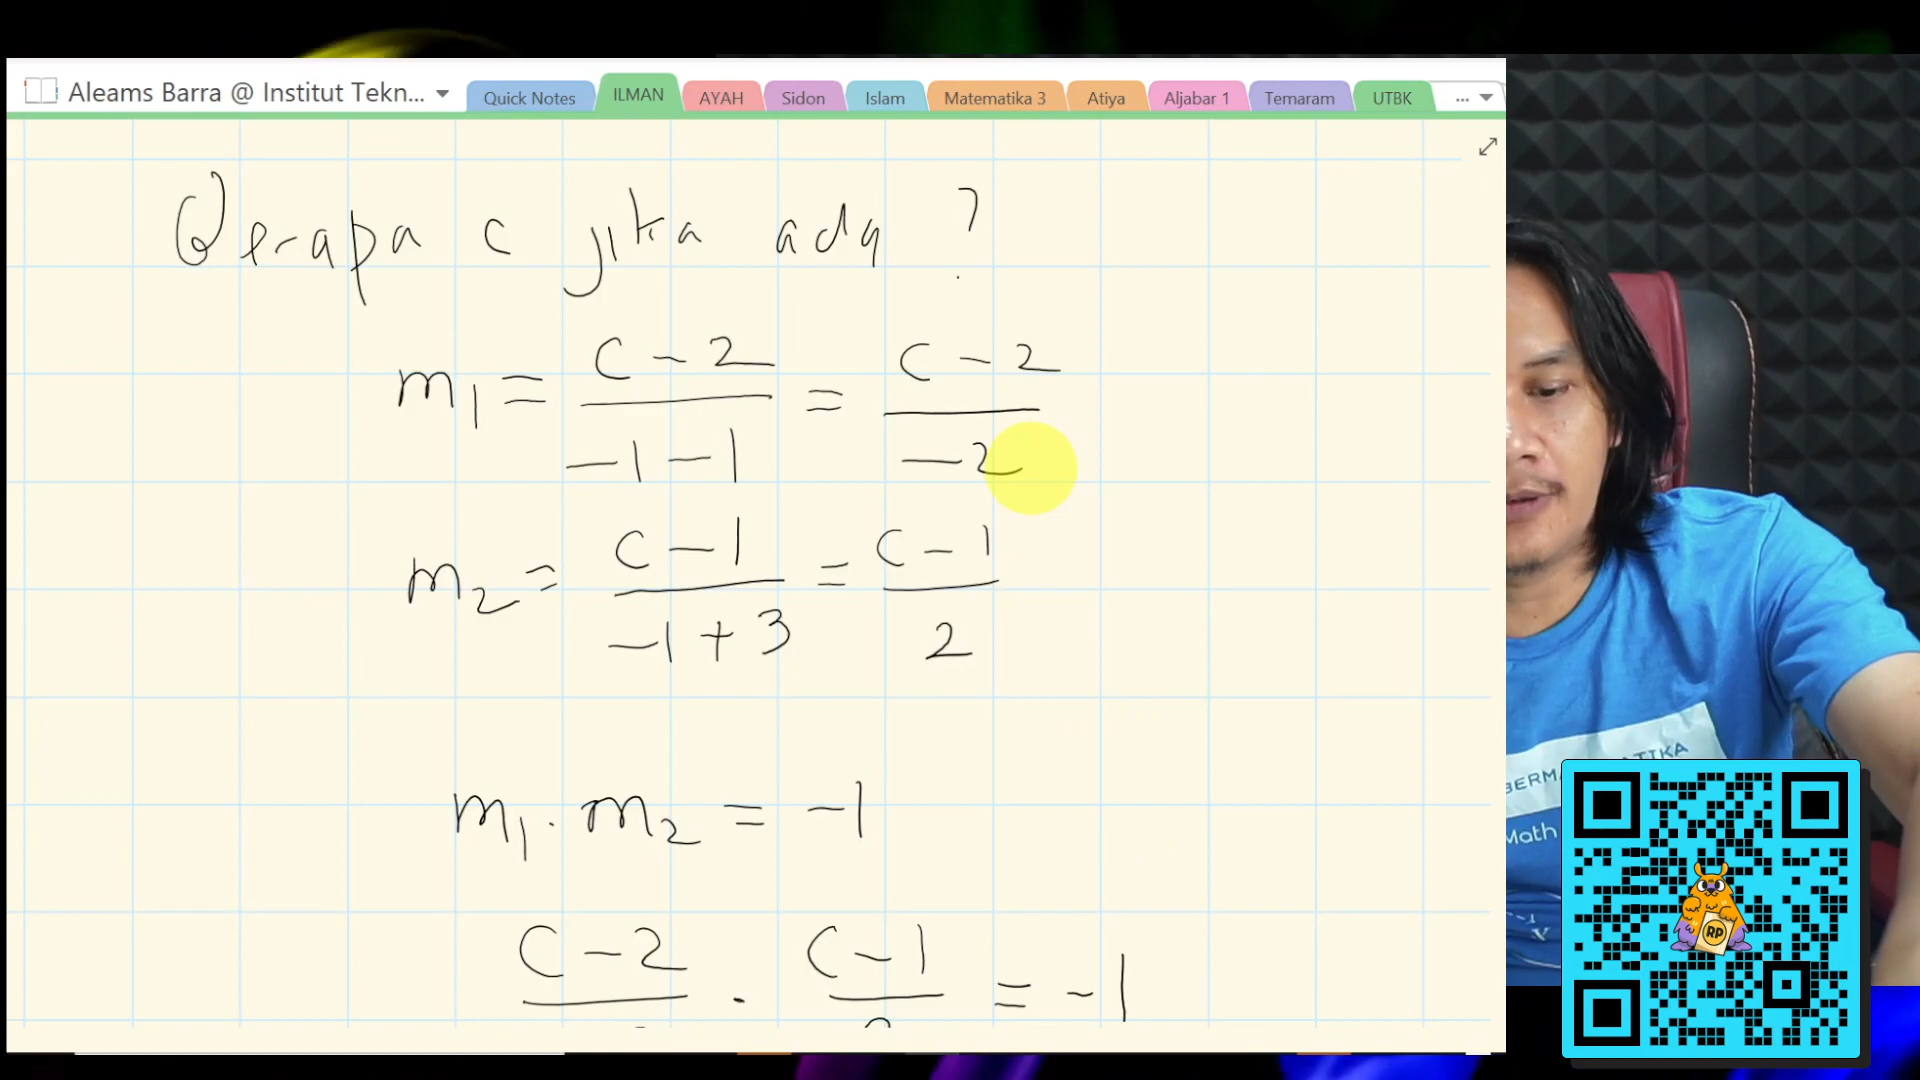 Aleams Barra @ Institut Tekn...
Quick Notes
ILMAN
AYAH
Sidon
Islam
Matematika 3
Atiya
Aljabar 1
Temaram
UTBK
...
Berapa c jika ada ?
m1 = C - 2 / -1 - 1 = C - 2 / -2
m2 = C - 1 / -1 + 3 = C - 1 / 2
m1 . m2 = -1
C - 2 . C - 1 = -1
Math
RP